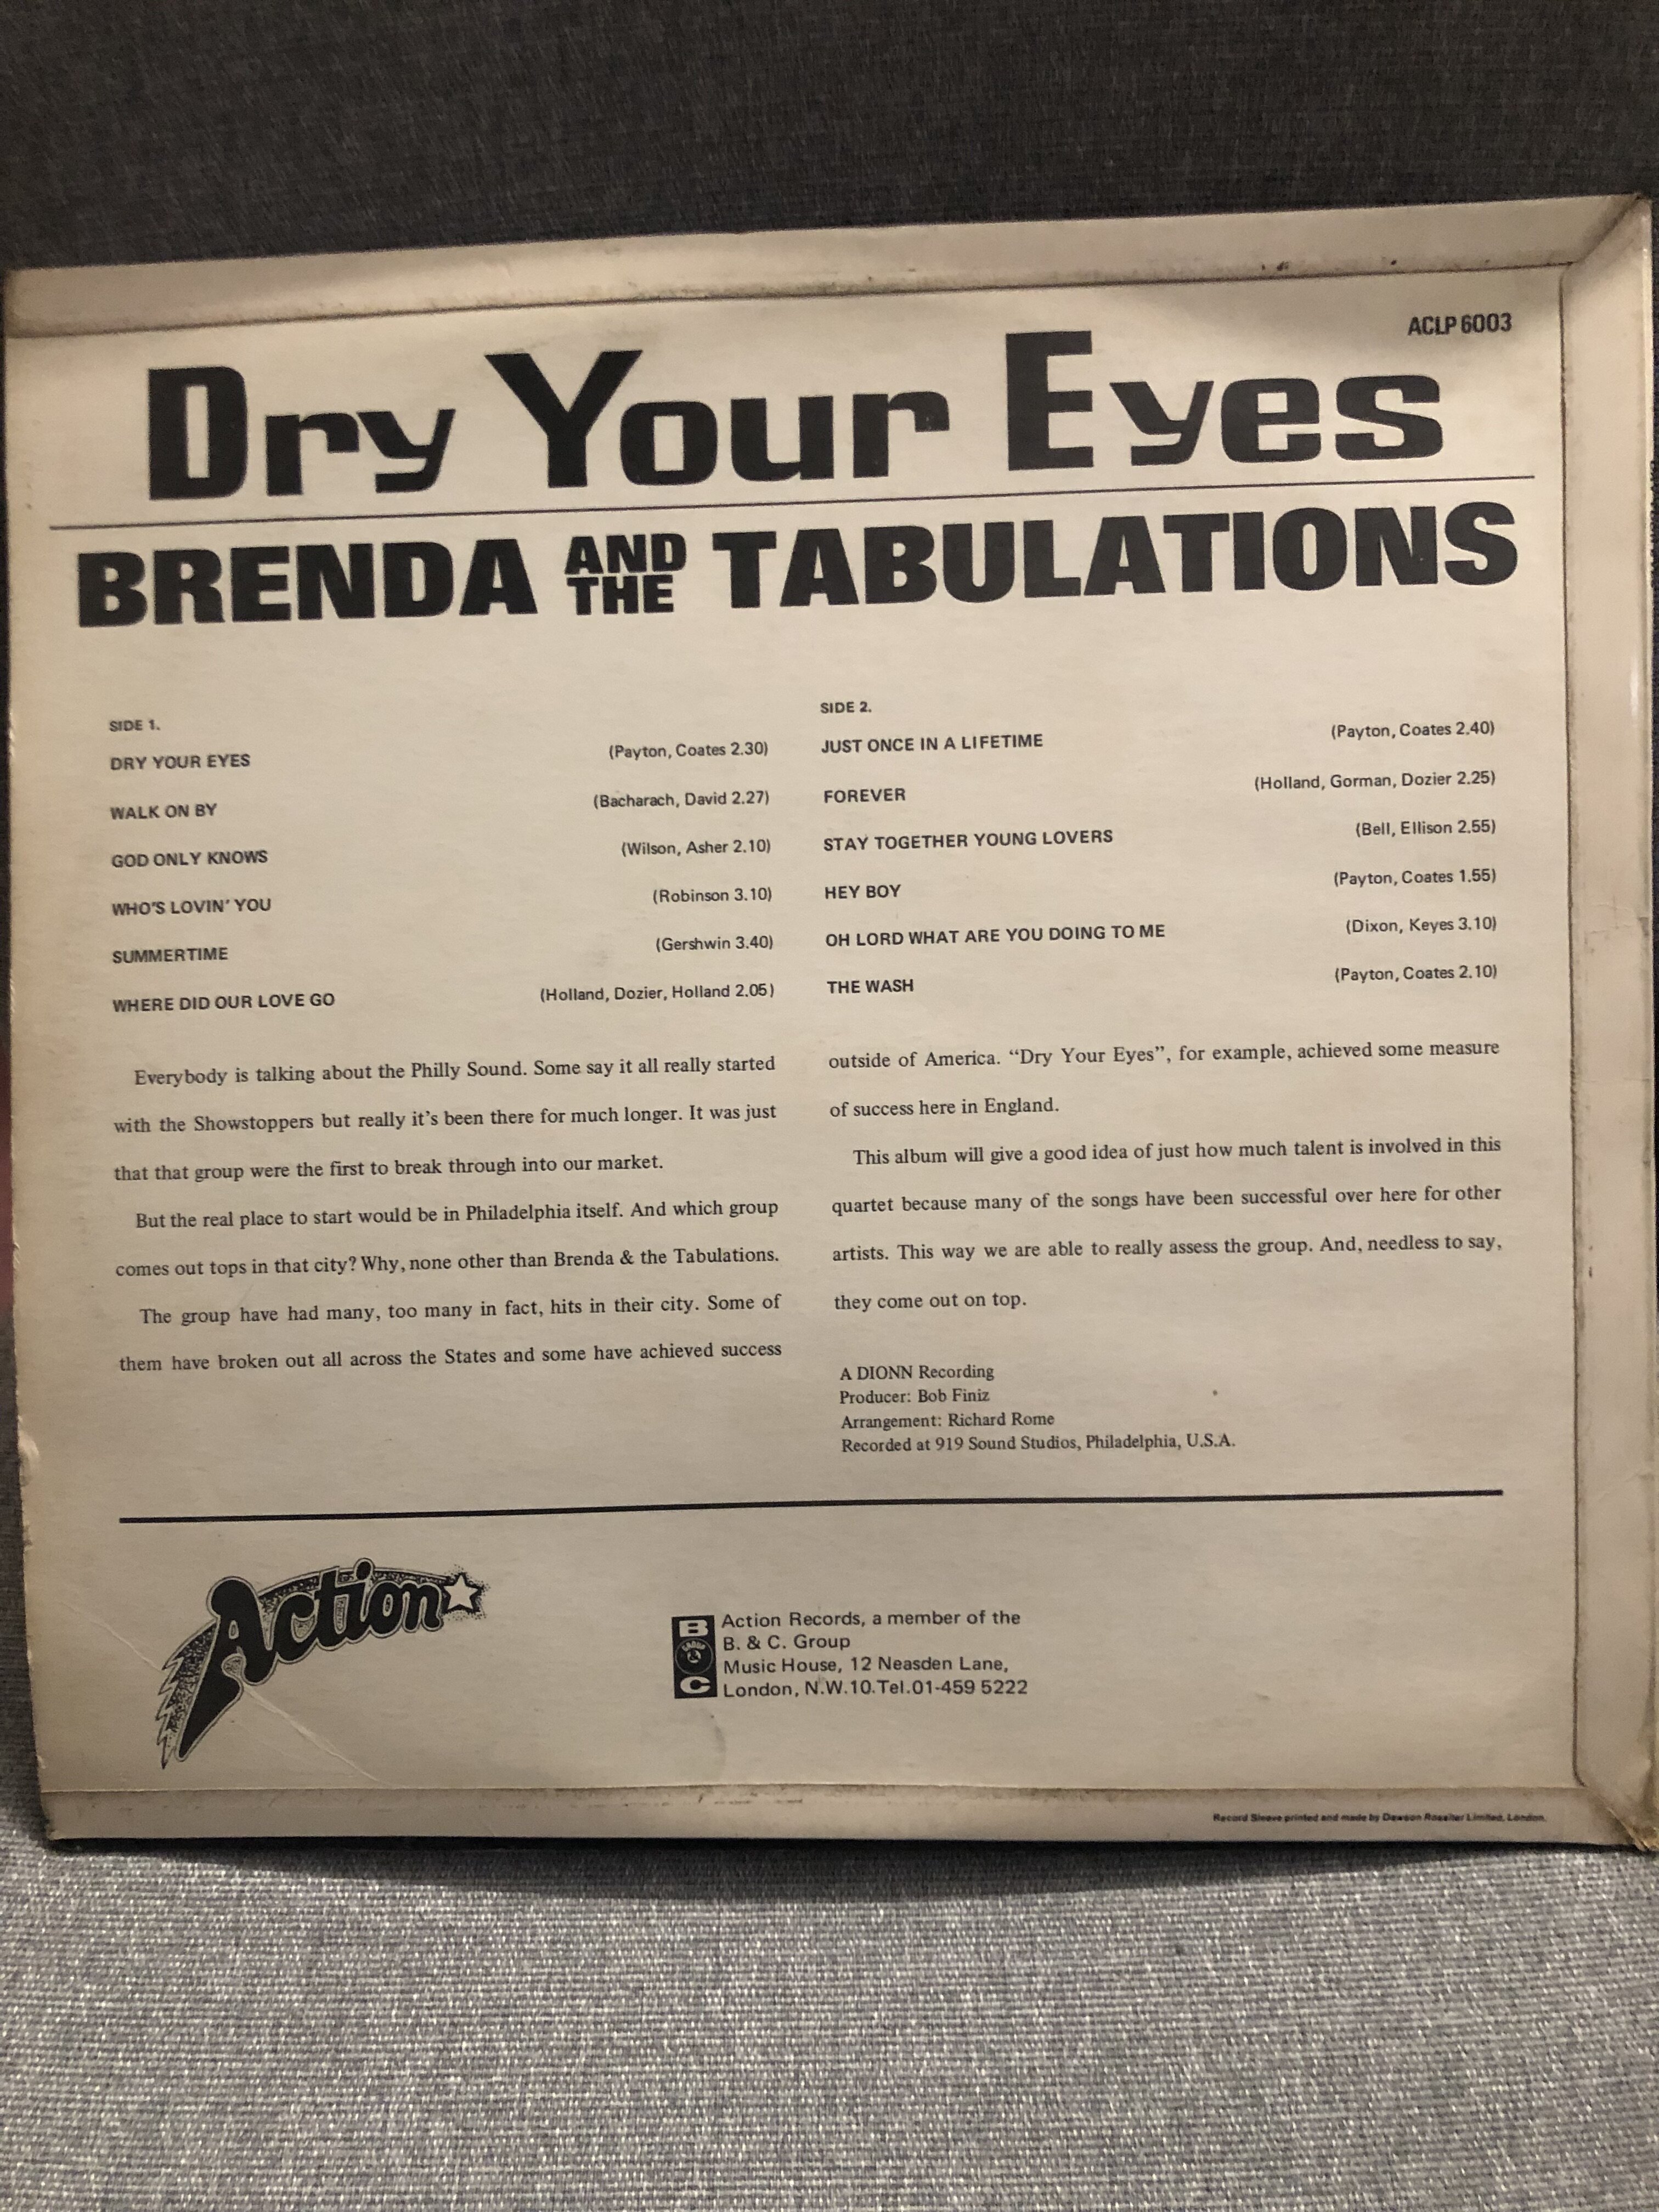 ACLP 6003
Dry Your Eyes
BRENDA AND THE TABULATIONS
SIDE 1.
DRY YOUR EYES (Payton, Coates 2.30)
WALK ON BY (Bacharach, David 2.27)
GOD ONLY KNOWS (Wilson, Asher 2.10)
WHO'S LOVIN' YOU (Robinson 3.10)
SUMMERTIME (Gershwin 3.40)
WHERE DID OUR LOVE GO (Holland, Dozier, Holland 2.05)
SIDE 2.
JUST ONCE IN A LIFETIME (Payton, Coates 2.40)
FOREVER (Holland, Gorman, Dozier 2.25)
STAY TOGETHER YOUNG LOVERS (Bell, Ellison 2.55)
HEY BOY (Payton, Coates 1.55)
OH LORD WHAT ARE YOU DOING TO ME (Dixon, Keyes 3.10)
THE WASH (Payton, Coates 2.10)
Everybody is talking about the Philly Sound. Some say it all really started
with the Showstoppers but really it's been there for much longer. It was just
that that group were the first to break through into our market.
But the real place to start would be in Philadelphia itself. And which group
comes out tops in that city? Why, none other than Brenda & the Tabulations.
The group have had many, too many in fact, hits in their city. Some of
them have broken out all across the States and some have achieved success
outside of America. “Dry Your Eyes”, for example, achieved some measure
of success here in England.
This album will give a good idea of just how much talent is involved in this
quartet because many of the songs have been successful over here for other
artists. This way we are able to really assess the group. And, needless to say,
they come out on top.
A DIONN Recording
Producer: Bob Finiz
Arrangement: Richard Rome
Recorded at 919 Sound Studios, Philadelphia, U.S.A.
Action
B
GROUP
&
C
Action Records, a member of the
B. & C. Group
Music House, 12 Neasden Lane,
London, N.W.10.Tel.01-459 5222
Record Sleeve printed and made by Dawson Rossiter Limited, London.